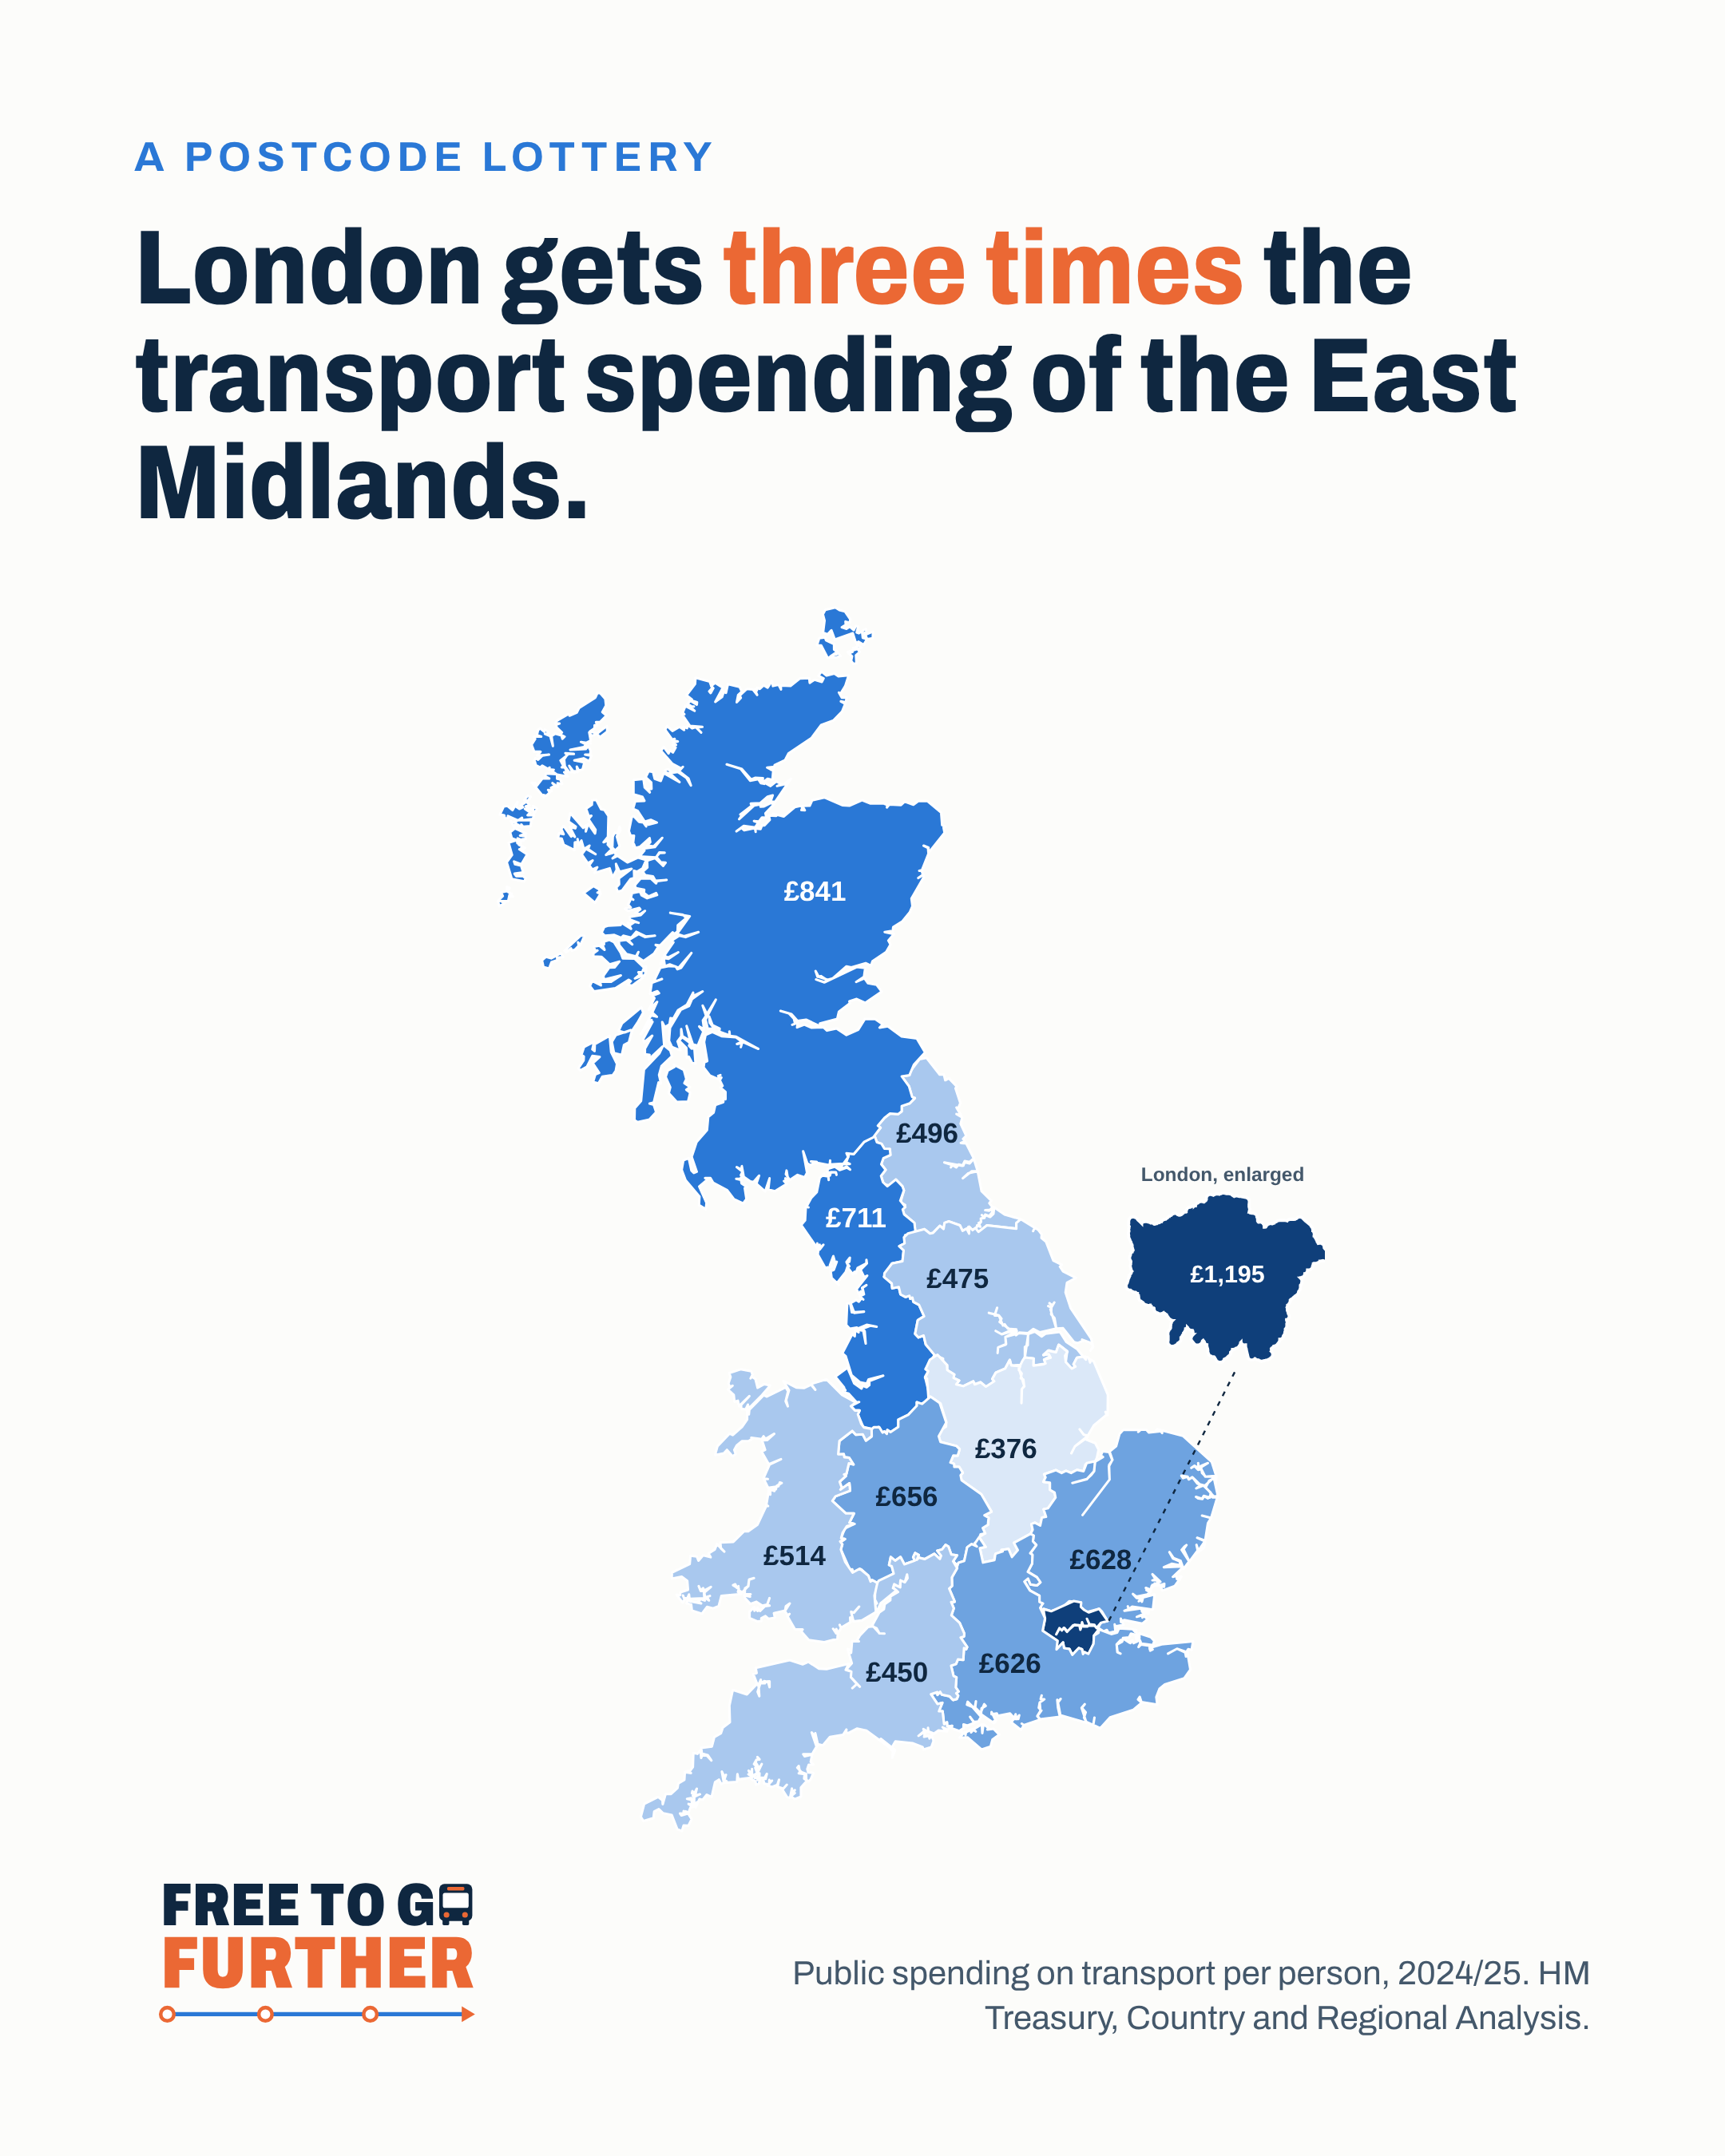 A POSTCODE LOTTERY
London gets three times the
transport spending of the East
Midlands.
£841
£496
London, enlarged
£711
£1,195
£475
£376
£656
£514
£628
£626
£450
FREE TO GO
FURTHER
Public spending on transport per person, 2024/25. HM
Treasury, Country and Regional Analysis.